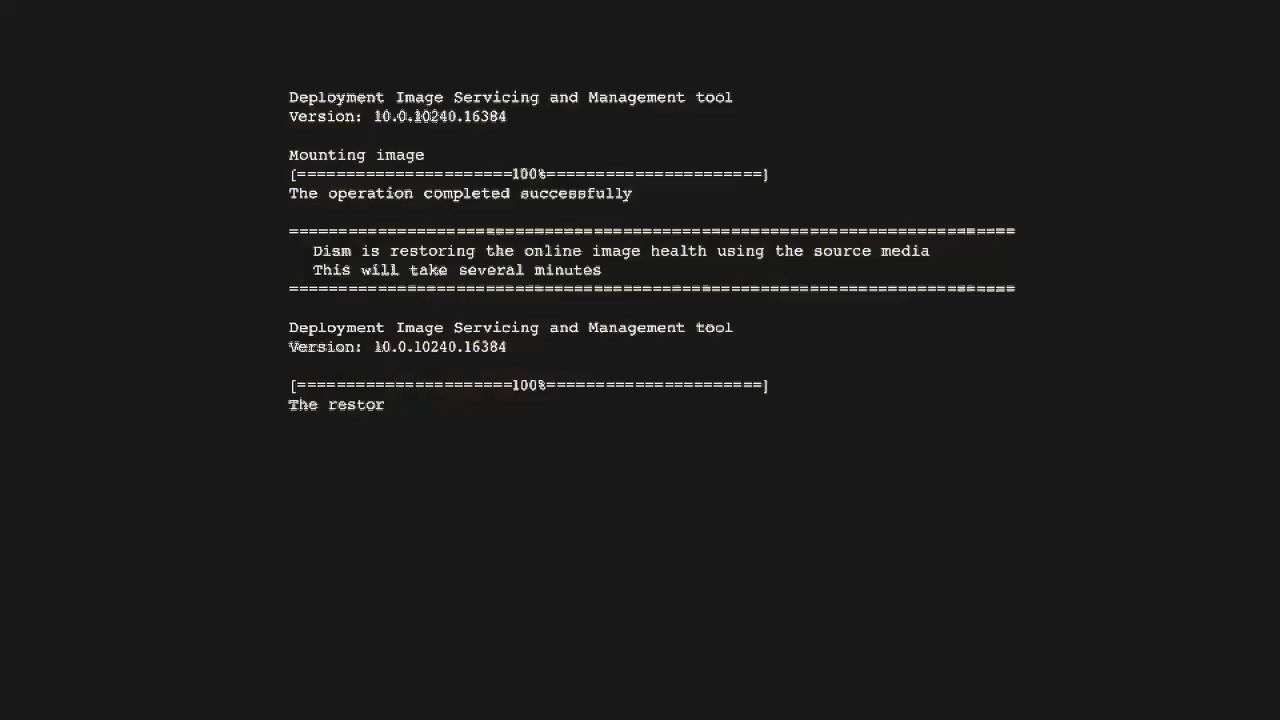 Deployment Image Servicing and Management tool
Version: 10.0.10240.16384
Mounting image
[======================100%======================]
The operation completed successfully
===========================================================================
Dism is restoring the online image health using the source media
This will take several minutes
===========================================================================
Deployment Image Servicing and Management tool
Version: 10.0.10240.16384
[======================100%======================]
The restor